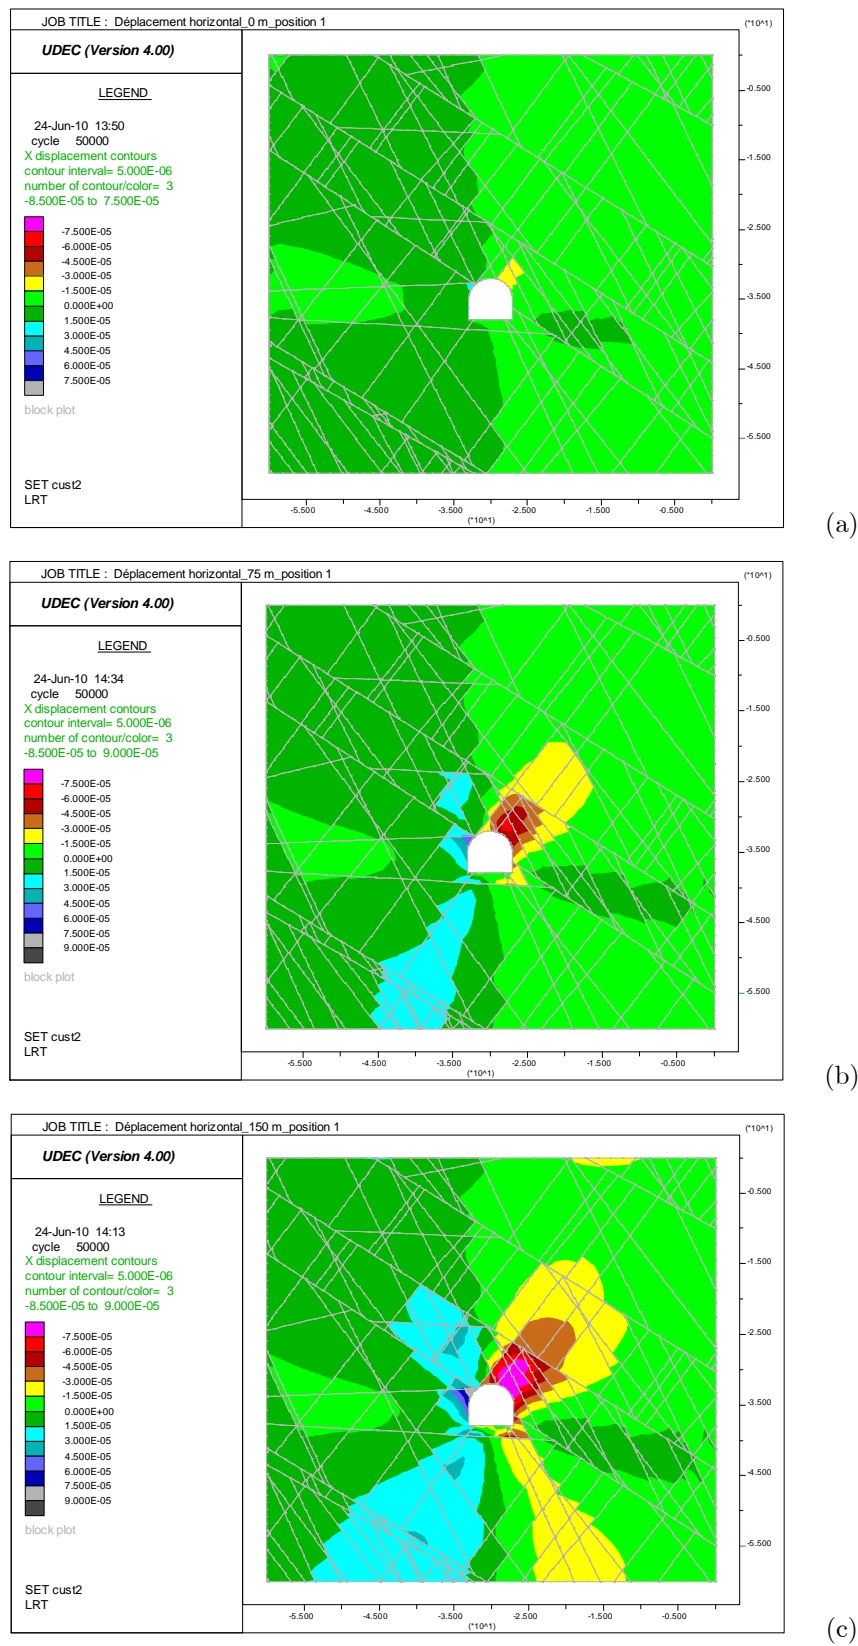 JOB TITLE : Déplacement horizontal_0 m_position 1
(*10^1)
UDEC (Version 4.00)
LEGEND
24-Jun-10 13:50
cycle 50000
X displacement contours
contour interval= 5.000E-06
number of contour/color= 3
-8.500E-05 to 7.500E-05
-7.500E-05
-6.000E-05
-4.500E-05
-3.000E-05
-1.500E-05
0.000E+00
1.500E-05
3.000E-05
4.500E-05
6.000E-05
7.500E-05
block plot
SET cust2
LRT
-0.500
-1.500
-2.500
-3.500
-4.500
-5.500
-5.500 -4.500 -3.500 -2.500 -1.500 -0.500
(*10^1)
(a)
JOB TITLE : Déplacement horizontal_75 m_position 1
(*10^1)
UDEC (Version 4.00)
LEGEND
24-Jun-10 14:34
cycle 50000
X displacement contours
contour interval= 5.000E-06
number of contour/color= 3
-8.500E-05 to 9.000E-05
-7.500E-05
-6.000E-05
-4.500E-05
-3.000E-05
-1.500E-05
0.000E+00
1.500E-05
3.000E-05
4.500E-05
6.000E-05
7.500E-05
9.000E-05
block plot
SET cust2
LRT
-0.500
-1.500
-2.500
-3.500
-4.500
-5.500
-5.500 -4.500 -3.500 -2.500 -1.500 -0.500
(*10^1)
(b)
JOB TITLE : Déplacement horizontal_150 m_position 1
(*10^1)
UDEC (Version 4.00)
LEGEND
24-Jun-10 14:13
cycle 50000
X displacement contours
contour interval= 5.000E-06
number of contour/color= 3
-8.500E-05 to 9.000E-05
-7.500E-05
-6.000E-05
-4.500E-05
-3.000E-05
-1.500E-05
0.000E+00
1.500E-05
3.000E-05
4.500E-05
6.000E-05
7.500E-05
9.000E-05
block plot
SET cust2
LRT
-0.500
-1.500
-2.500
-3.500
-4.500
-5.500
-5.500 -4.500 -3.500 -2.500 -1.500 -0.500
(*10^1)
(c)